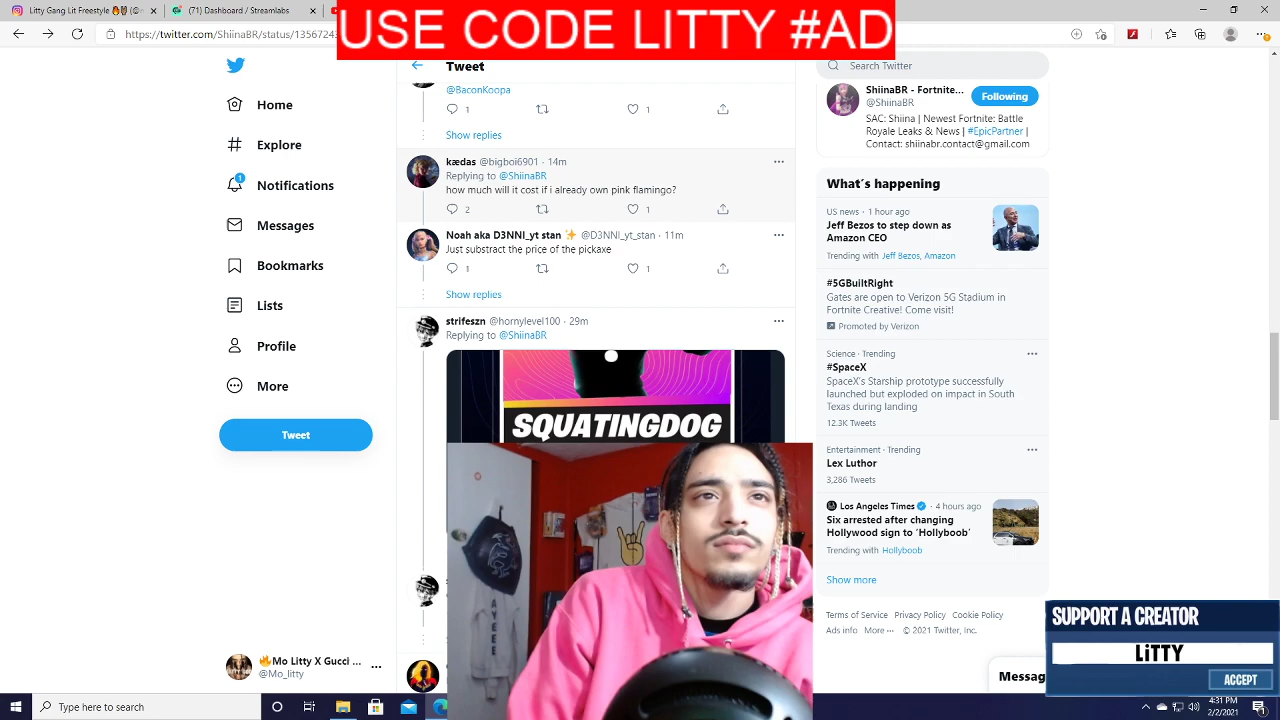 USE CODE LITTY #AD
https://twitter.com/ShiinaBR/status/1356724
Home
Explore
1
Notifications
Messages
Bookmarks
Lists
Profile
More
Tweet
🔥Mo Litty X Gucci ...
@Mo_litty
Tweet
@BaconKoopa
1
1
Show replies
kædas @bigboi6901 · 14m
Replying to @ShiinaBR
how much will it cost if i already own pink flamingo?
2
1
Noah aka D3NNI_yt stan ✨ @D3NNI_yt_stan · 11m
Just substract the price of the pickaxe
1
1
Show replies
strifeszn @hornylevel100 · 29m
Replying to @ShiinaBR
SQUATINGDOG
AYEE
Search Twitter
ShiinaBR - Fortnite...
@ShiinaBR
Following
SAC: Shiina | Newest Fortnite: Battle
Royale Leaks & News | #EpicPartner |
Contact: shiinabr.contact@gmail.com
What's happening
US news · 1 hour ago
Jeff Bezos to step down as
Amazon CEO
Trending with Jeff Bezos, Amazon
#5GBuiltRight
Gates are open to Verizon 5G Stadium in
Fortnite Creative! Come visit!
Promoted by Verizon
Science · Trending
#SpaceX
SpaceX's Starship prototype successfully
launched but exploded on impact in South
Texas during landing
12.3K Tweets
Entertainment · Trending
Lex Luthor
3,286 Tweets
Los Angeles Times · 4 hours ago
Six arrested after changing
Hollywood sign to 'Hollyboob'
Trending with Hollyboob
Show more
Terms of Service Privacy Policy Cookie Policy
Ads info More ··· © 2021 Twitter, Inc.
Messag
SUPPORT A CREATOR
LiTTY
ACCEPT
Type here to search
4:31 PM
2/2/2021